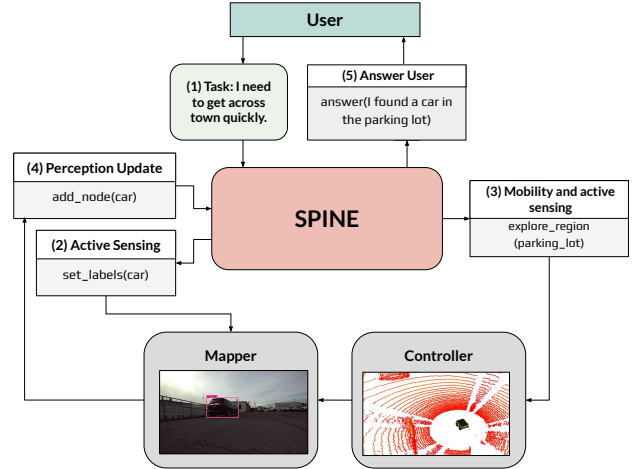 User
(1) Task: I need
to get across
town quickly.
(5) Answer User
answer(I found a car in
the parking lot)
(4) Perception Update
add_node(car)
SPINE
(3) Mobility and active
sensing
explore_region
(parking_lot)
(2) Active Sensing
set_labels(car)
Mapper
Controller